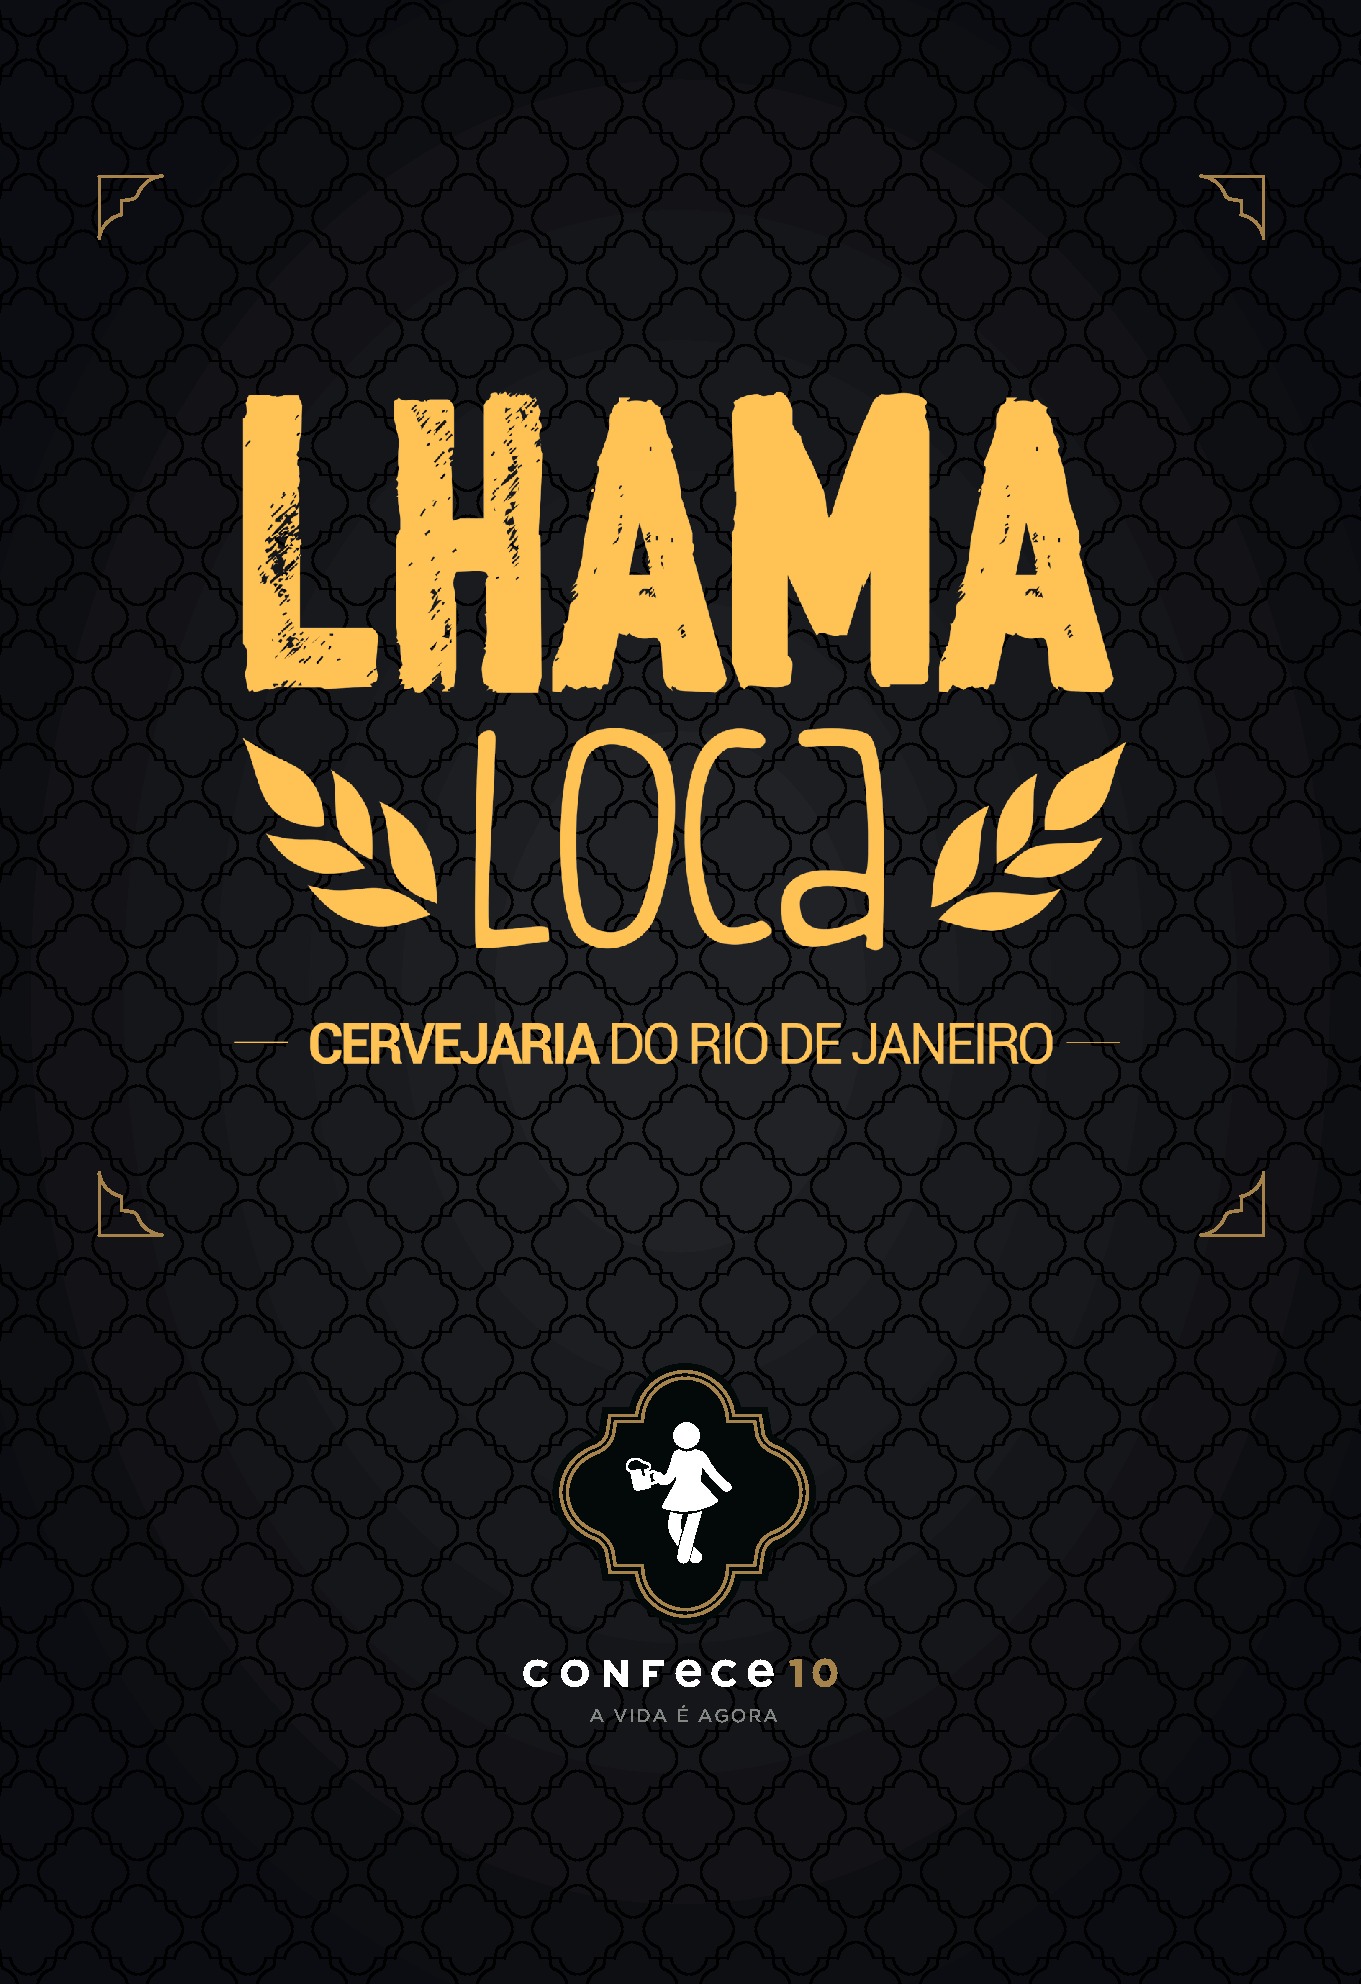 LHAMA
LOCa
CERVEJARIA DO RIO DE JANEIRO
CONFece10
A VIDA É AGORA